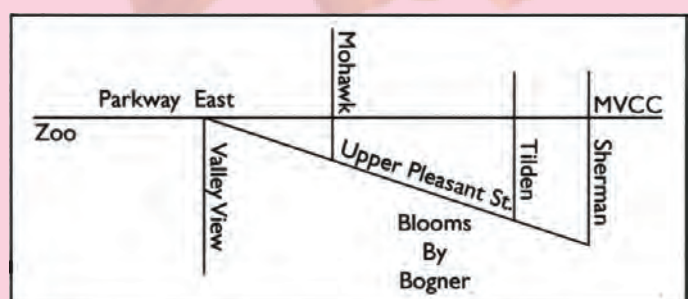 Mohawk
Parkway East
MVCC
Zoo
Valley View
Upper Pleasant St.
Tilden
Sherman
Blooms
By
Bogner